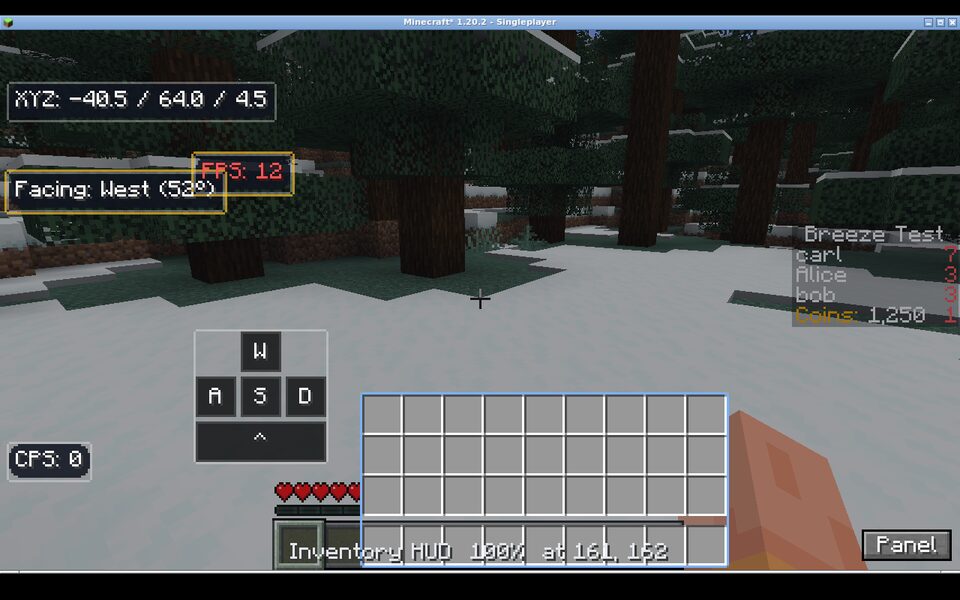 Minecraft* 1.20.2 - Singleplayer
XYZ: -40.5 / 64.0 / 4.5
FPS: 12
Facing: West (52°)
Breeze Test
carl 7
Alice 3
bob 3
Coins: 1,250 1
W
A S D
^
CPS: 0
Inventory HUD 100% at 161, 162
Panel